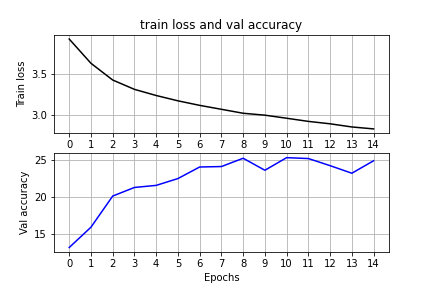 train loss and val accuracy
Train loss
3.5
3.0
0 1 2 3 4 5 6 7 8 9 10 11 12 13 14
Val accuracy
25
20
15
0 1 2 3 4 5 6 7 8 9 10 11 12 13 14
Epochs